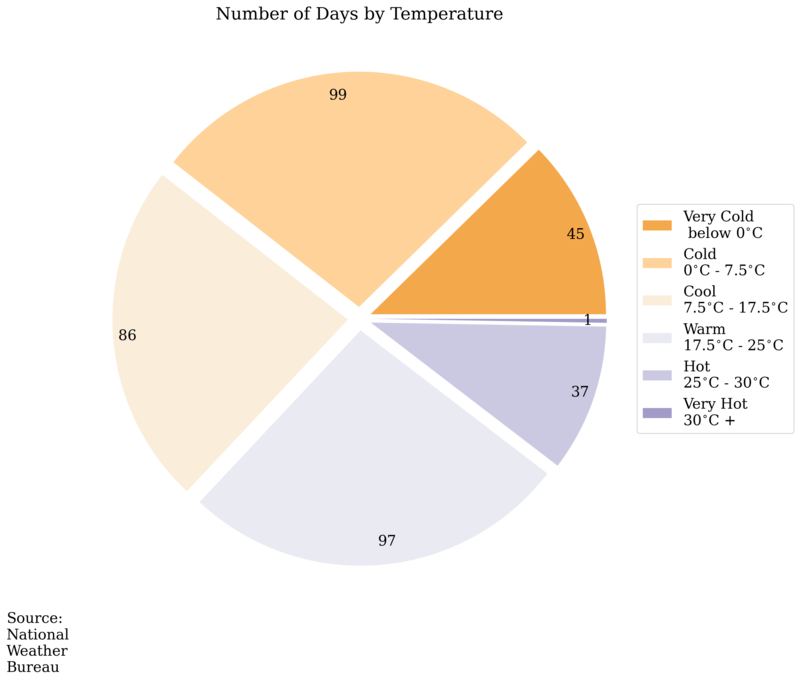 Number of Days by Temperature
99
45
86
1
37
97
Very Cold
below 0°C
Cold
0°C - 7.5°C
Cool
7.5°C - 17.5°C
Warm
17.5°C - 25°C
Hot
25°C - 30°C
Very Hot
30°C +
Source:
National
Weather
Bureau